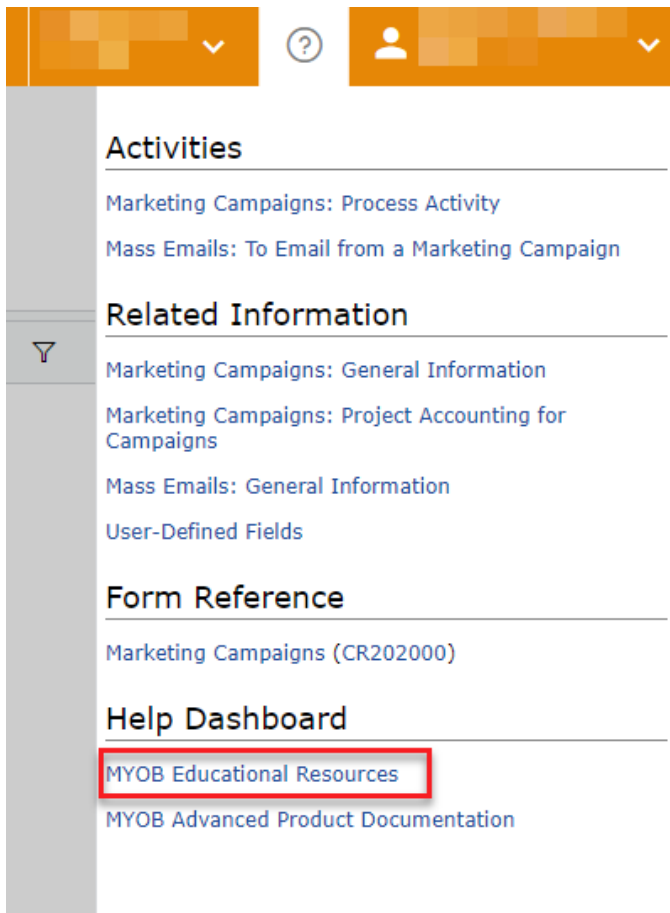 Activities
Marketing Campaigns: Process Activity
Mass Emails: To Email from a Marketing Campaign
Related Information
Marketing Campaigns: General Information
Marketing Campaigns: Project Accounting for
Campaigns
Mass Emails: General Information
User-Defined Fields
Form Reference
Marketing Campaigns (CR202000)
Help Dashboard
MYOB Educational Resources
MYOB Advanced Product Documentation